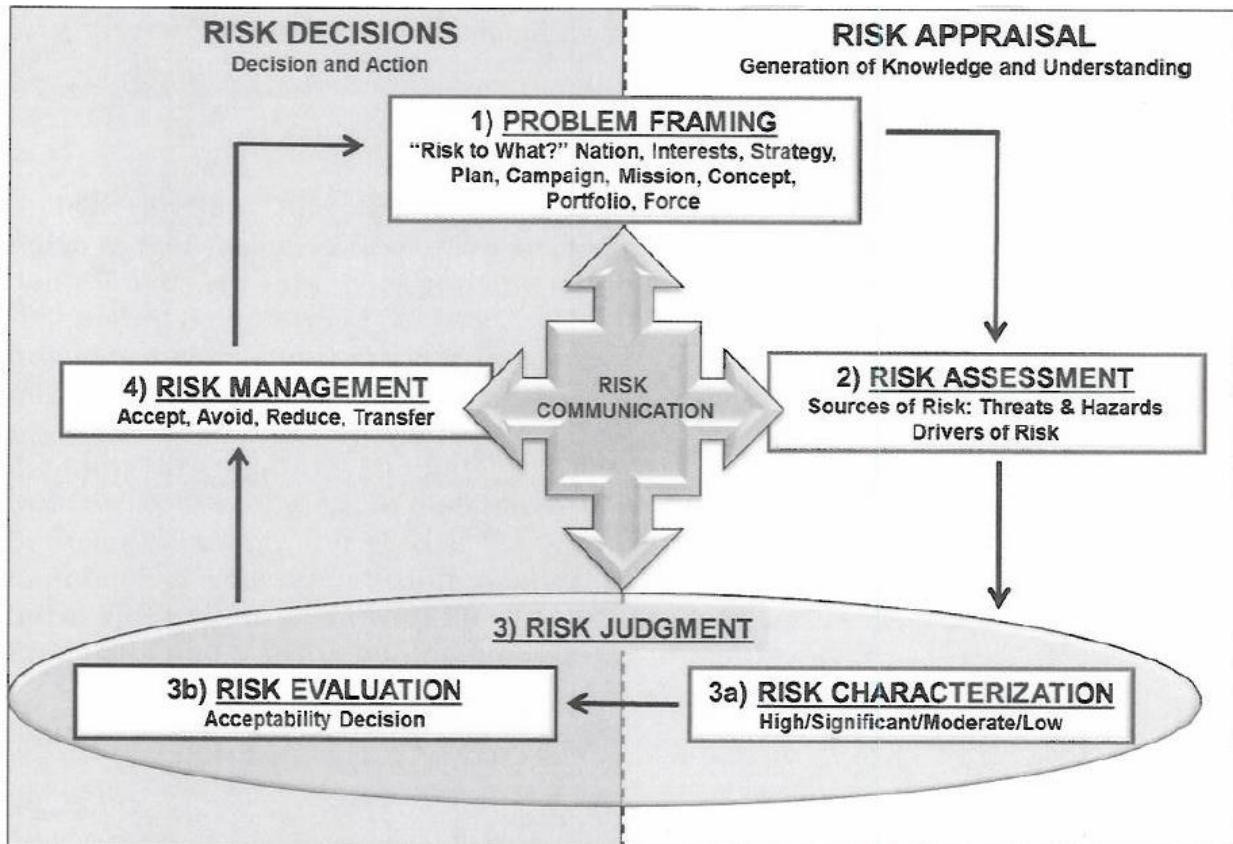 RISK DECISIONS
Decision and Action
RISK APPRAISAL
Generation of Knowledge and Understanding
1) PROBLEM FRAMING
“Risk to What?” Nation, Interests, Strategy,
Plan, Campaign, Mission, Concept,
Portfolio, Force
4) RISK MANAGEMENT
Accept, Avoid, Reduce, Transfer
RISK
COMMUNICATION
2) RISK ASSESSMENT
Sources of Risk: Threats & Hazards
Drivers of Risk
3) RISK JUDGMENT
3b) RISK EVALUATION
Acceptability Decision
3a) RISK CHARACTERIZATION
High/Significant/Moderate/Low